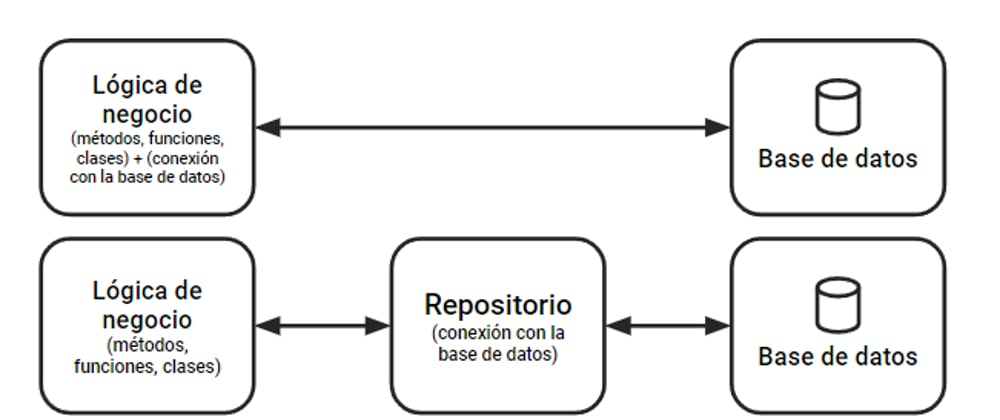 Lógica de
negocio
(métodos, funciones,
clases) + (conexión
con la base de datos)
Base de datos
Lógica de
negocio
(métodos,
funciones, clases)
Repositorio
(conexión con la
base de datos)
Base de datos